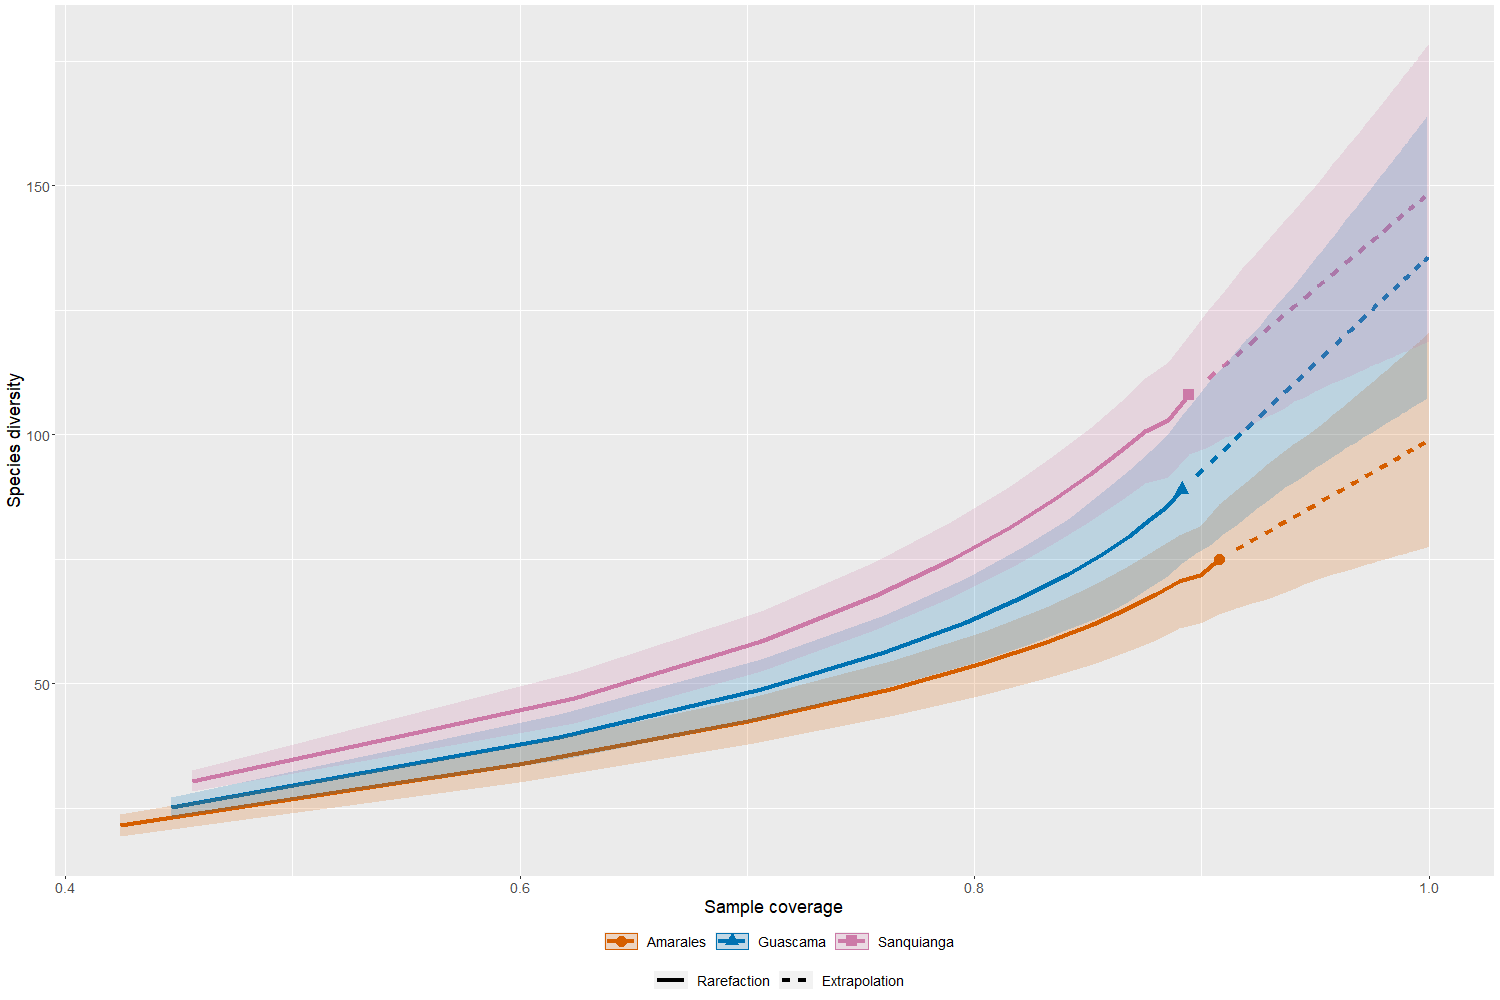 150
100
50
Species diversity
0.4 0.6 0.8 1.0
Sample coverage
Amarales Guascama Sanquianga
Rarefaction Extrapolation